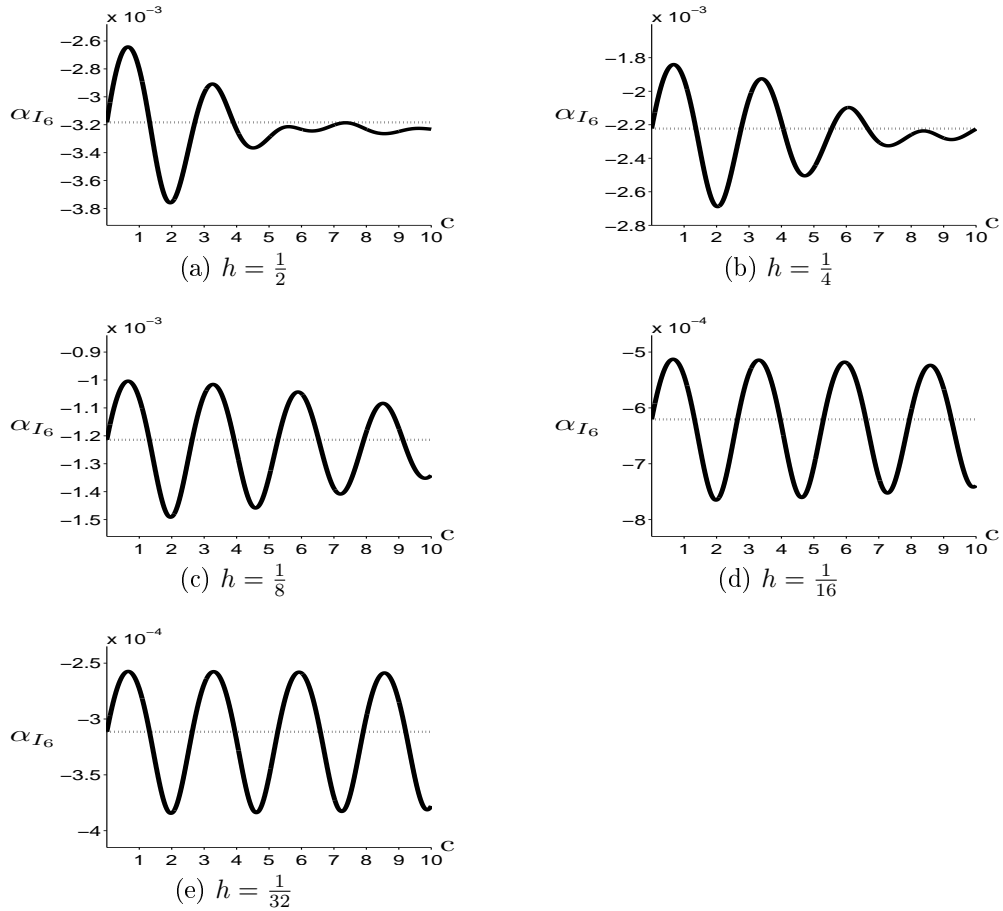 x 10⁻³
−2.6
−2.8
−3
−3.2
−3.4
−3.6
−3.8
α_{I_6}
1 2 3 4 5 6 7 8 9 10 c
(a) h = 1/2
x 10⁻³
−1.8
−2
−2.2
−2.4
−2.6
−2.8
α_{I_6}
1 2 3 4 5 6 7 8 9 10 c
(b) h = 1/4
x 10⁻³
−0.9
−1
−1.1
−1.2
−1.3
−1.4
−1.5
α_{I_6}
1 2 3 4 5 6 7 8 9 10 c
(c) h = 1/8
x 10⁻⁴
−5
−6
−7
−8
α_{I_6}
1 2 3 4 5 6 7 8 9 10 c
(d) h = 1/16
x 10⁻⁴
−2.5
−3
−3.5
−4
α_{I_6}
1 2 3 4 5 6 7 8 9 10 c
(e) h = 1/32